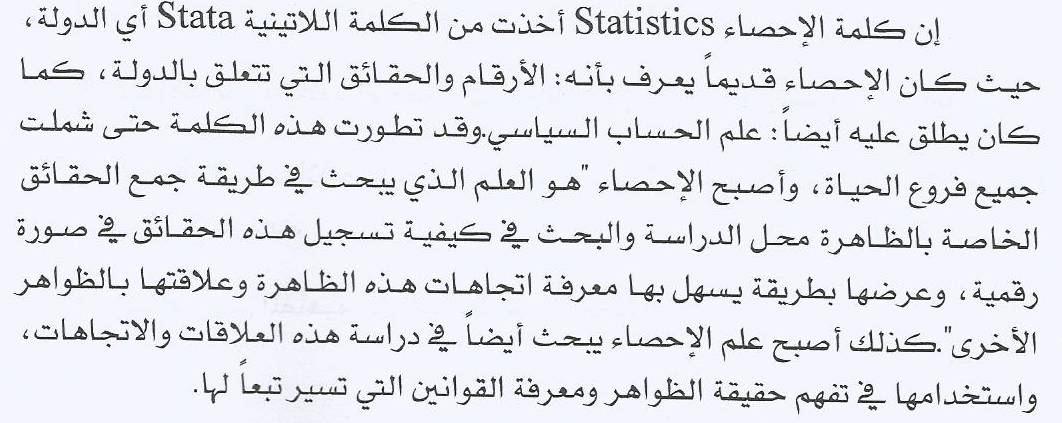 إن كلمة الإحصاء Statistics أخذت من الكلمة اللاتينية Stata أي الدولة،
حيث كان الإحصاء قديماً يعرف بأنه: الأرقام والحقائق التي تتعلق بالدولة، كما
كان يطلق عليه أيضاً: علم الحساب السياسي.وقد تطورت هذه الكلمة حتى شملت
جميع فروع الحياة، وأصبح الإحصاء "هو العلم الذي يبحث في طريقة جمع الحقائق
الخاصة بالظاهرة محل الدراسة والبحث في كيفية تسجيل هذه الحقائق في صورة
رقمية، وعرضها بطريقة يسهل بها معرفة اتجاهات هذه الظاهرة وعلاقتها بالظواهر
الأخرى".كذلك أصبح علم الإحصاء يبحث أيضاً في دراسة هذه العلاقات والاتجاهات،
واستخدامها في تفهم حقيقة الظواهر ومعرفة القوانين التي تسير تبعاً لها.